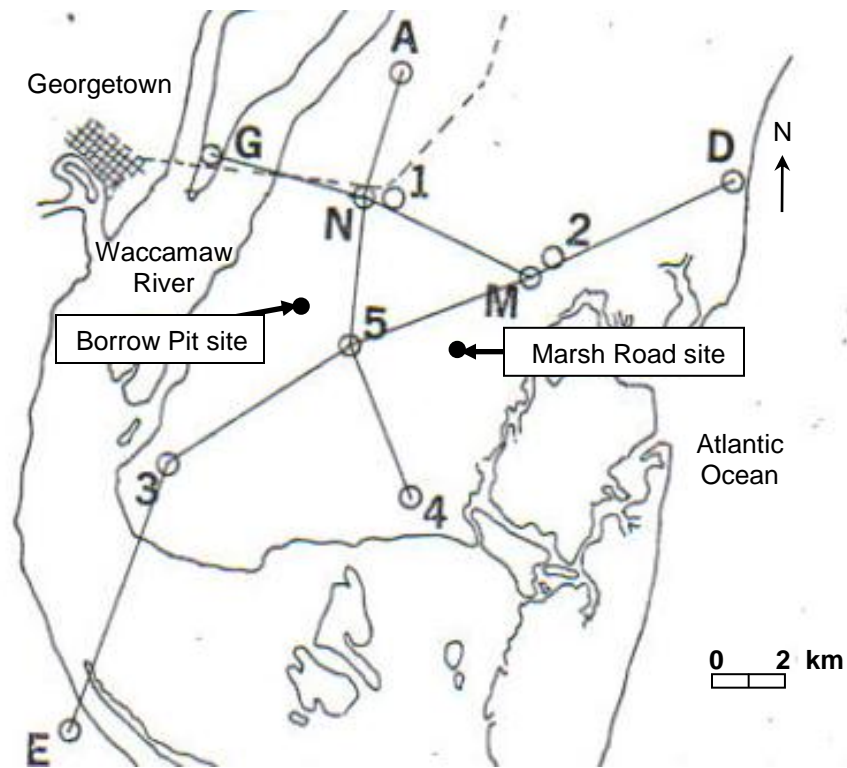 A
Georgetown
N
G
D
1
N
2
Waccamaw
River
M
5
Borrow Pit site
Marsh Road site
Atlantic
Ocean
3
4
0 2 km
E